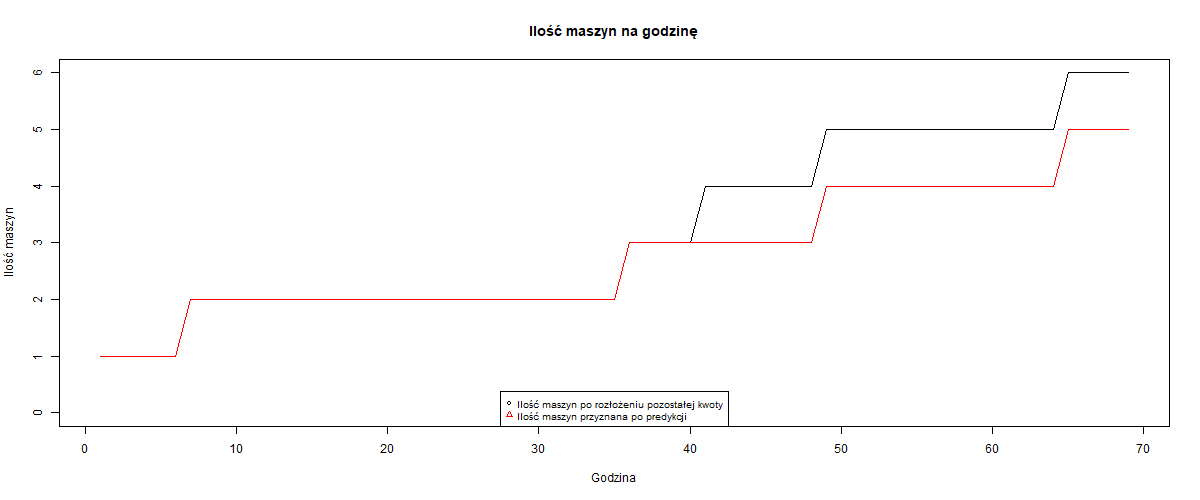 Ilość maszyn na godzinę
Ilość maszyn
6
5
4
3
2
1
0
Ilość maszyn po rozłożeniu pozostałej kwoty
Ilość maszyn przyznana po predykcji
0 10 20 30 40 50 60 70
Godzina